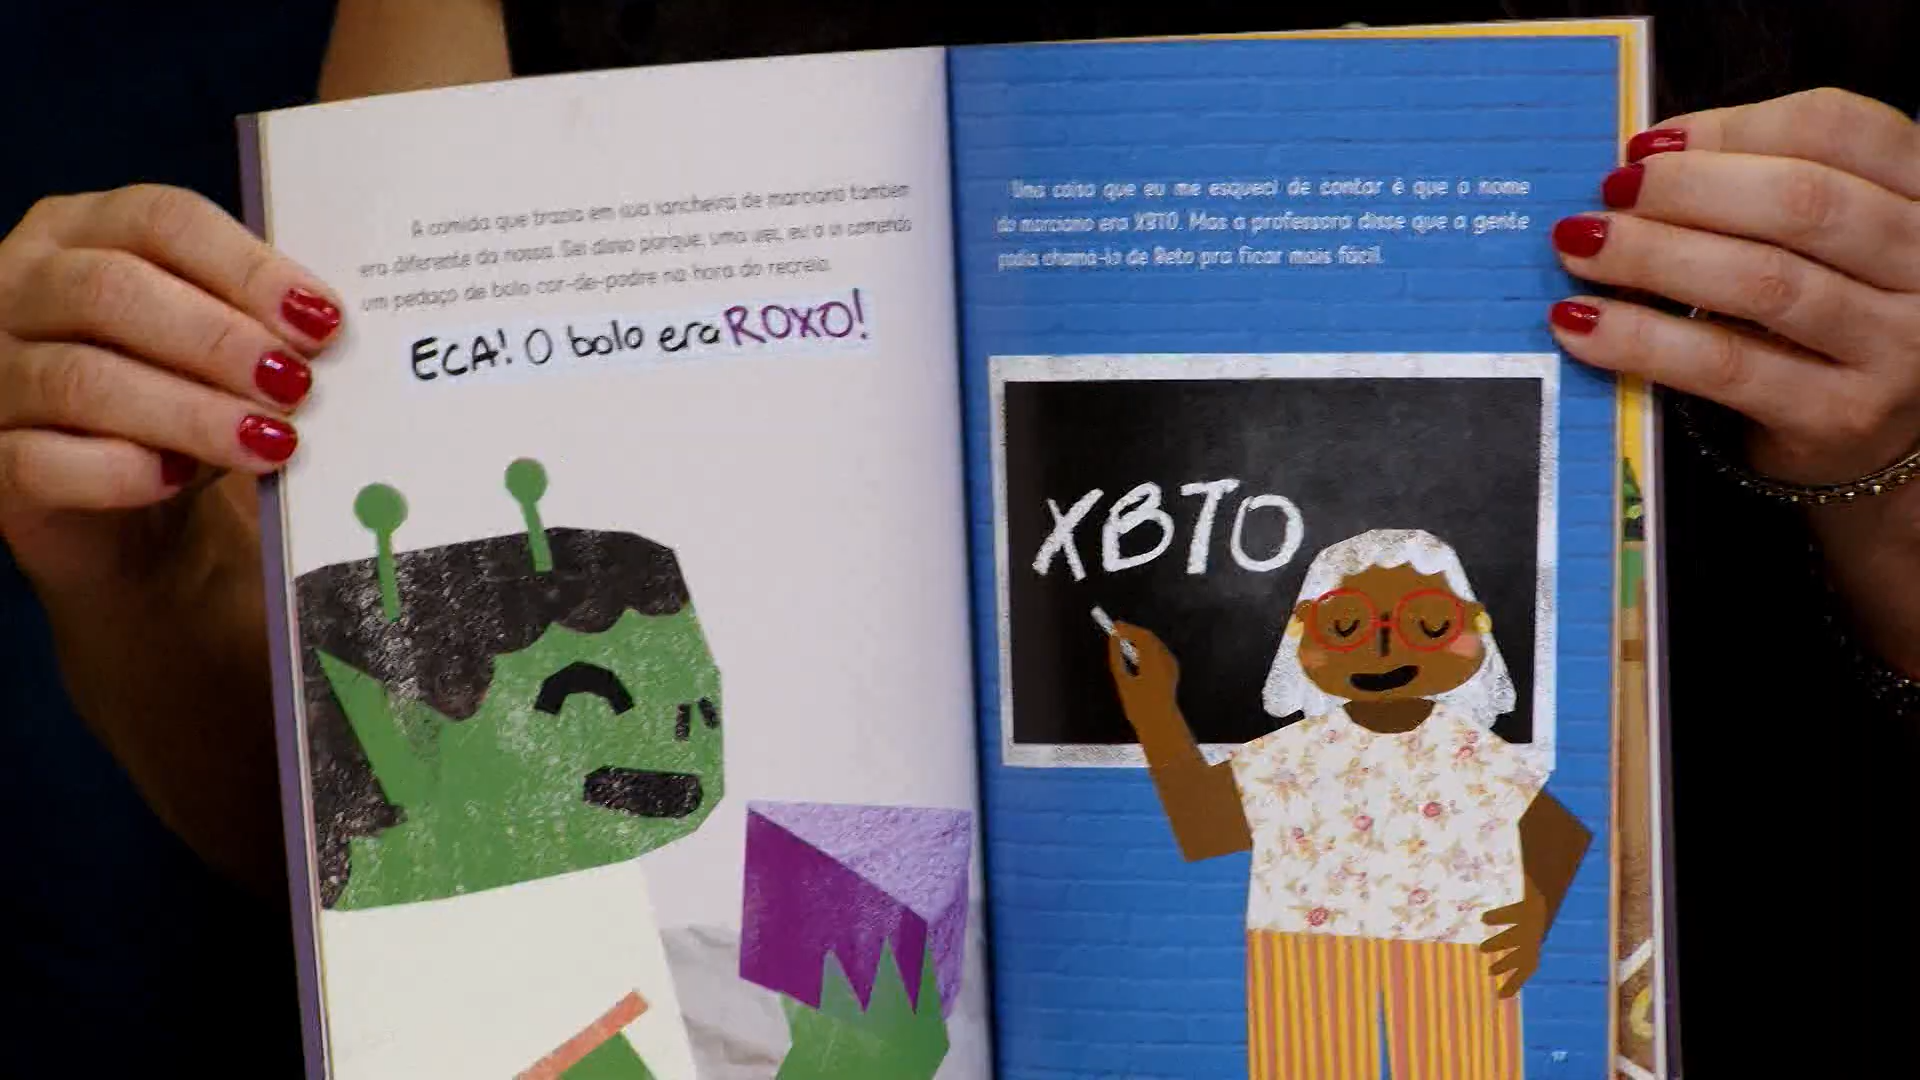 A comida que trazia em sua lancheira de marciano também
era diferente da nossa. Sei disso porque, uma vez, eu o vi comendo
um pedaço de bolo cor-de-padre na hora do recreio.
ECA! O bolo era ROXO!
Uma coisa que eu me esqueci de contar é que o nome
do marciano era XBTO. Mas a professora disse que a gente
podia chamá-lo de Beto pra ficar mais fácil.
XBTO